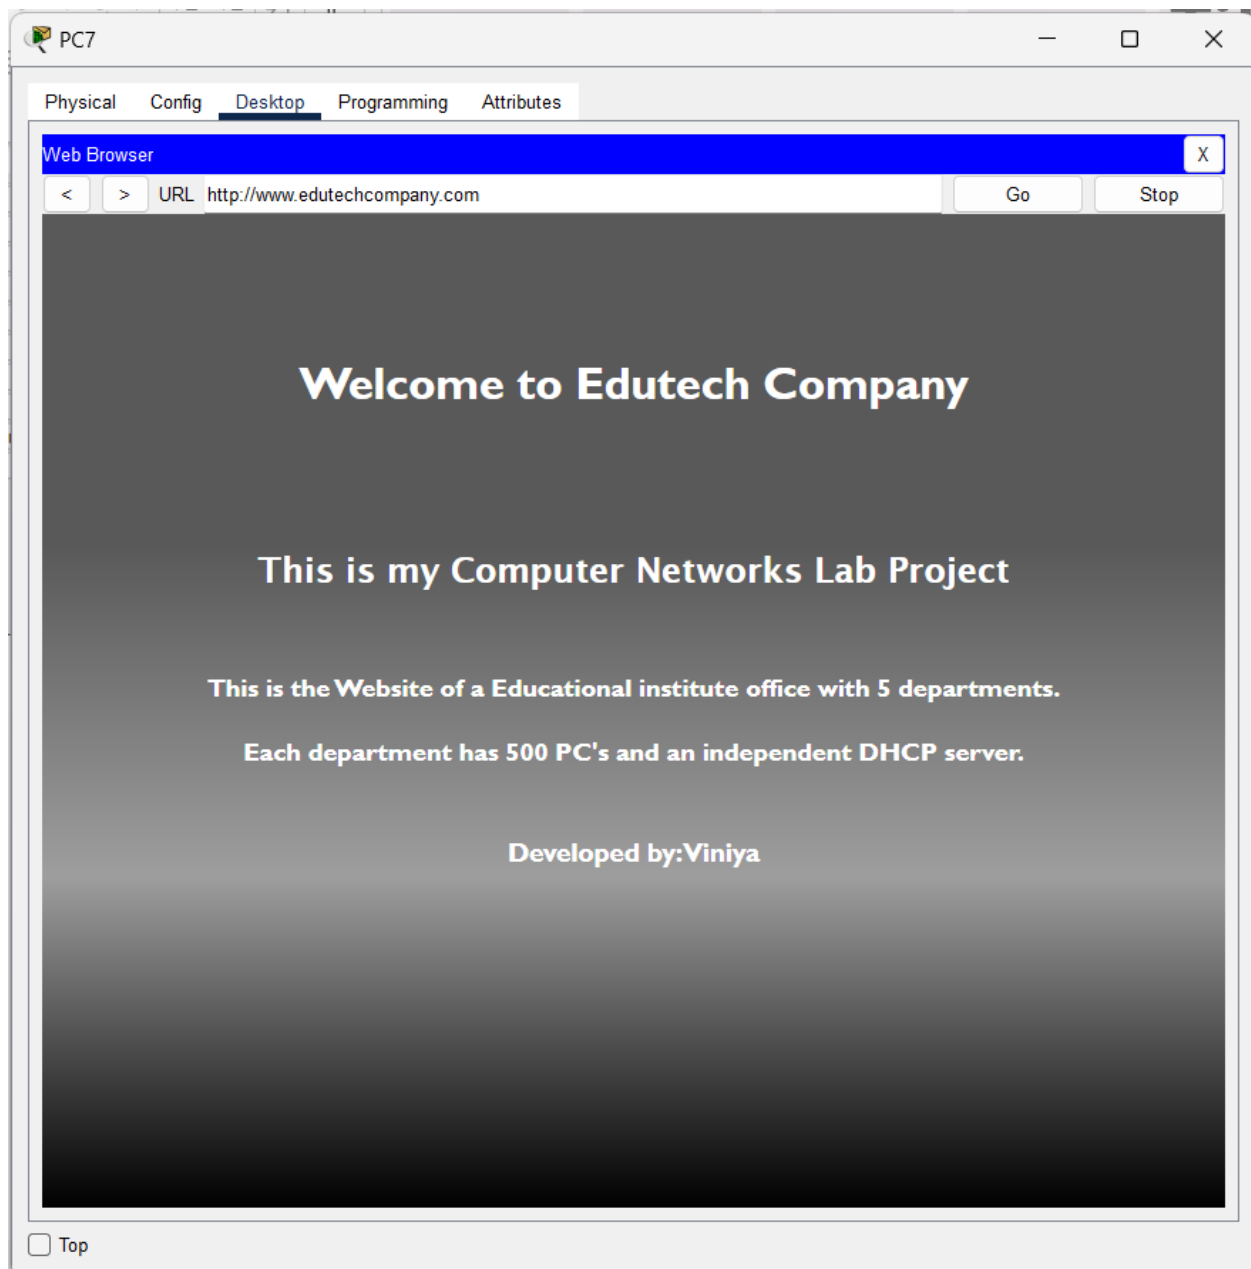 PC7
Physical Config Desktop Programming Attributes
Web Browser X
< > URL http://www.edutechcompany.com Go Stop
Welcome to Edutech Company
This is my Computer Networks Lab Project
This is the Website of a Educational institute office with 5 departments.
Each department has 500 PC's and an independent DHCP server.
Developed by:Viniya
Top